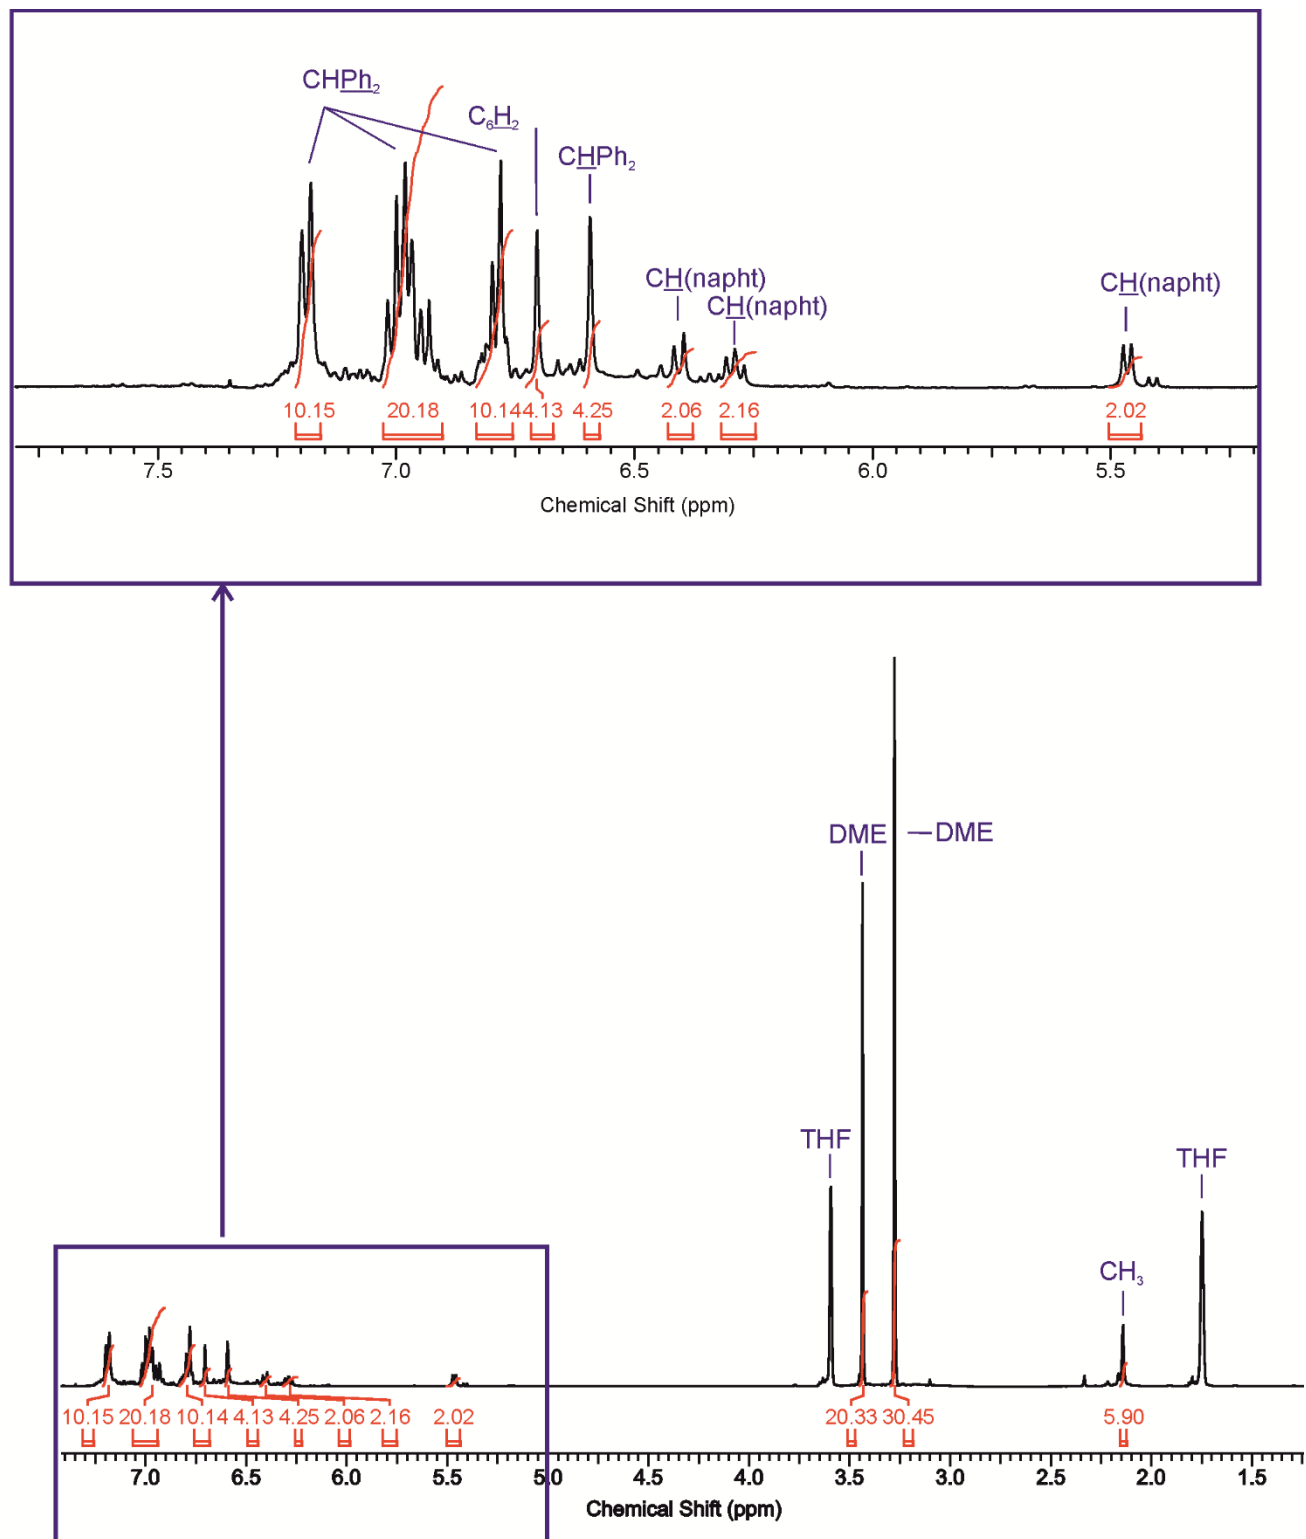 CHPh₂
C₆H₂
CHPh₂
CH(napht)
CH(napht)
CH(napht)
10.15 20.18 10.14 4.13 4.25 2.06 2.16 2.02
7.5 7.0 6.5 6.0 5.5
Chemical Shift (ppm)
DME
DME
THF
THF
CH₃
10.15 20.18 10.14 4.13 4.25 2.06 2.16 2.02 20.33 30.45 5.90
7.0 6.5 6.0 5.5 5.0 4.5 4.0 3.5 3.0 2.5 2.0 1.5
Chemical Shift (ppm)